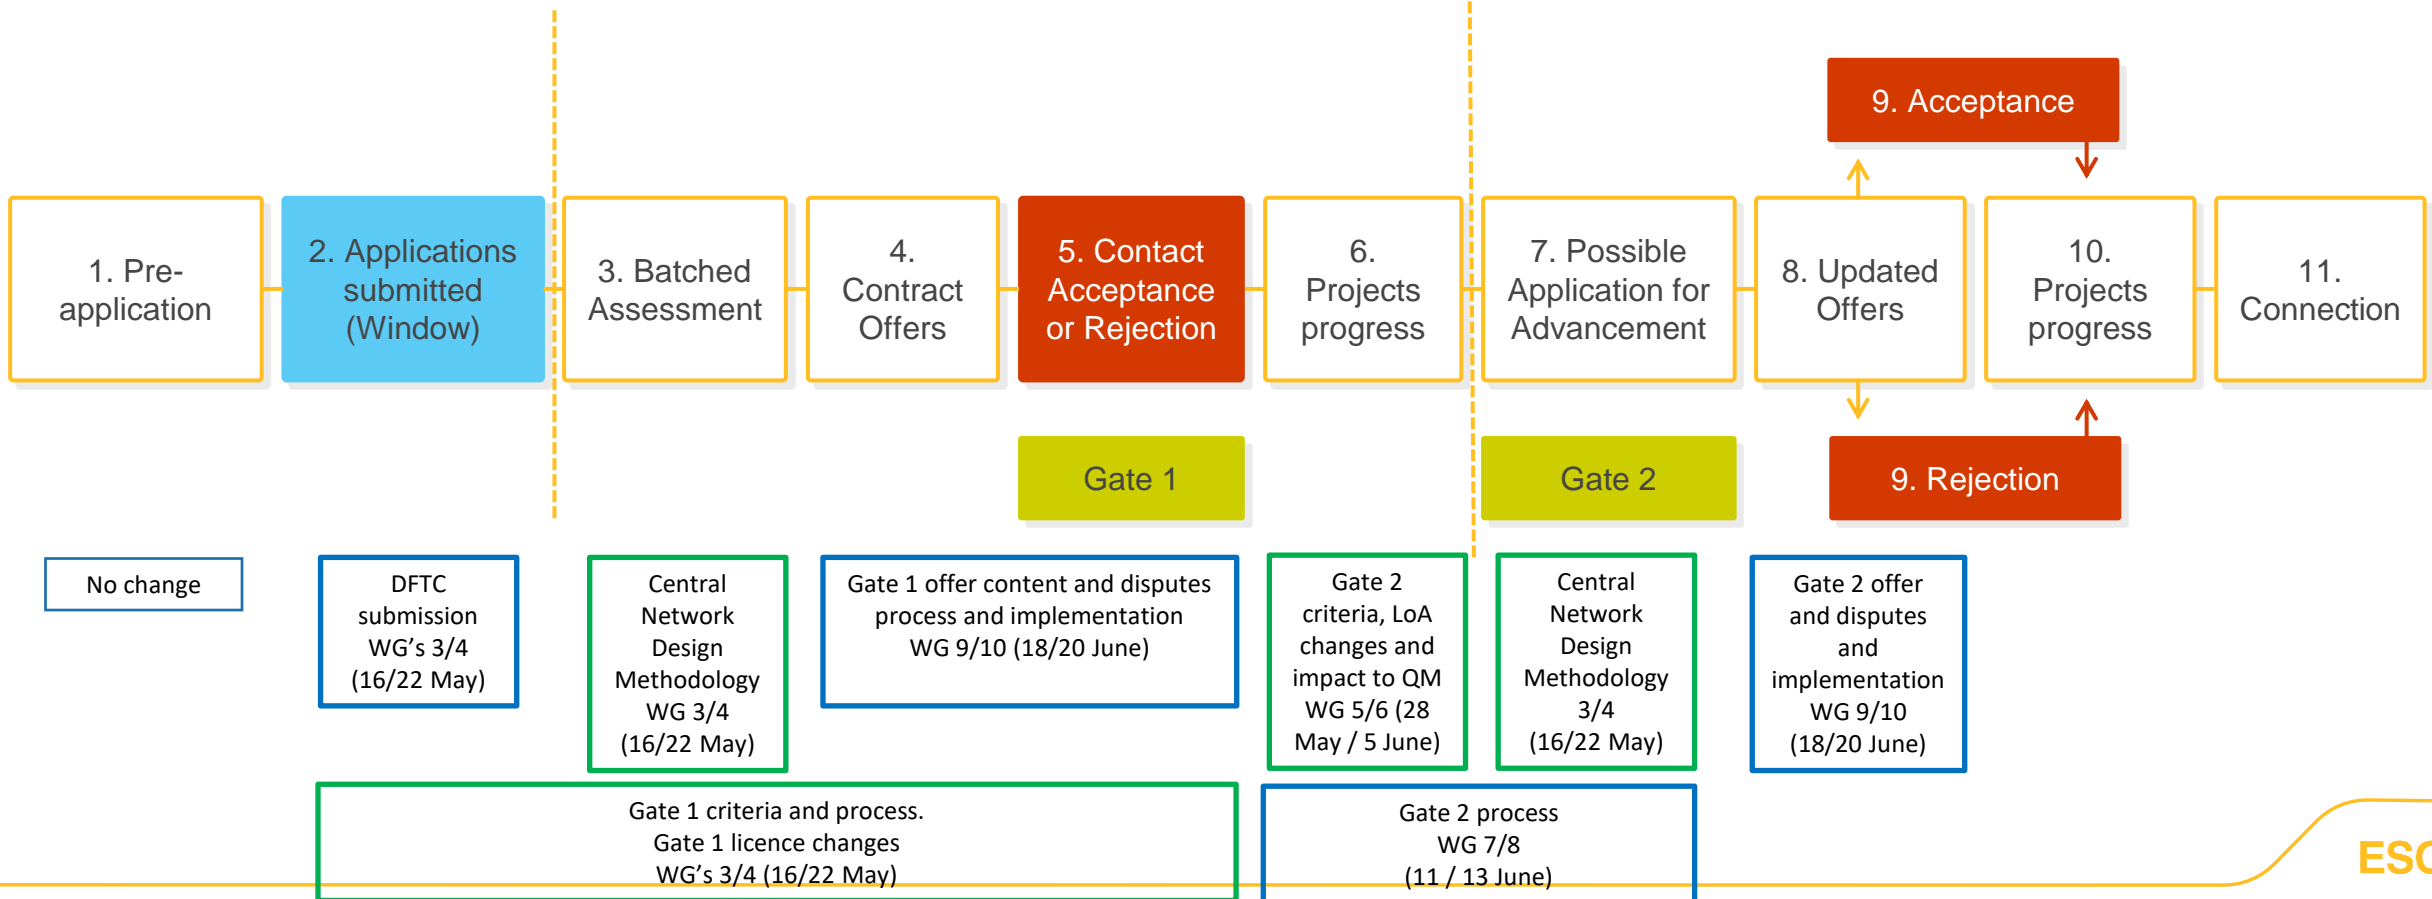 9. Acceptance
1. Pre-
application
2. Applications
submitted
(Window)
3. Batched
Assessment
4.
Contract
Offers
5. Contact
Acceptance
or Rejection
6.
Projects
progress
7. Possible
Application for
Advancement
8. Updated
Offers
10.
Projects
progress
11.
Connection
Gate 1
Gate 2
9. Rejection
No change
DFTC
submission
WG's 3/4
(16/22 May)
Central
Network
Design
Methodology
WG 3/4
(16/22 May)
Gate 1 offer content and disputes
process and implementation
WG 9/10 (18/20 June)
Gate 2
criteria, LoA
changes and
impact to QM
WG 5/6 (28
May / 5 June)
Central
Network
Design
Methodology
3/4
(16/22 May)
Gate 2 offer
and disputes
and
implementation
WG 9/10
(18/20 June)
Gate 1 criteria and process.
Gate 1 licence changes
WG's 3/4 (16/22 May)
Gate 2 process
WG 7/8
(11 / 13 June)
ESO